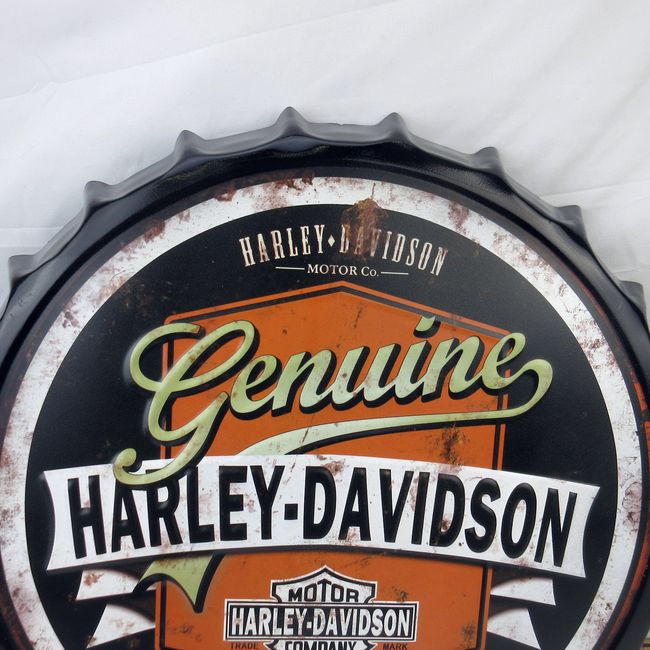 HARLEY♦DAVIDSON
MOTOR Co.
Genuine
HARLEY-DAVIDSON
MOTOR
HARLEY-DAVIDSON
TRADE COMPANY MARK